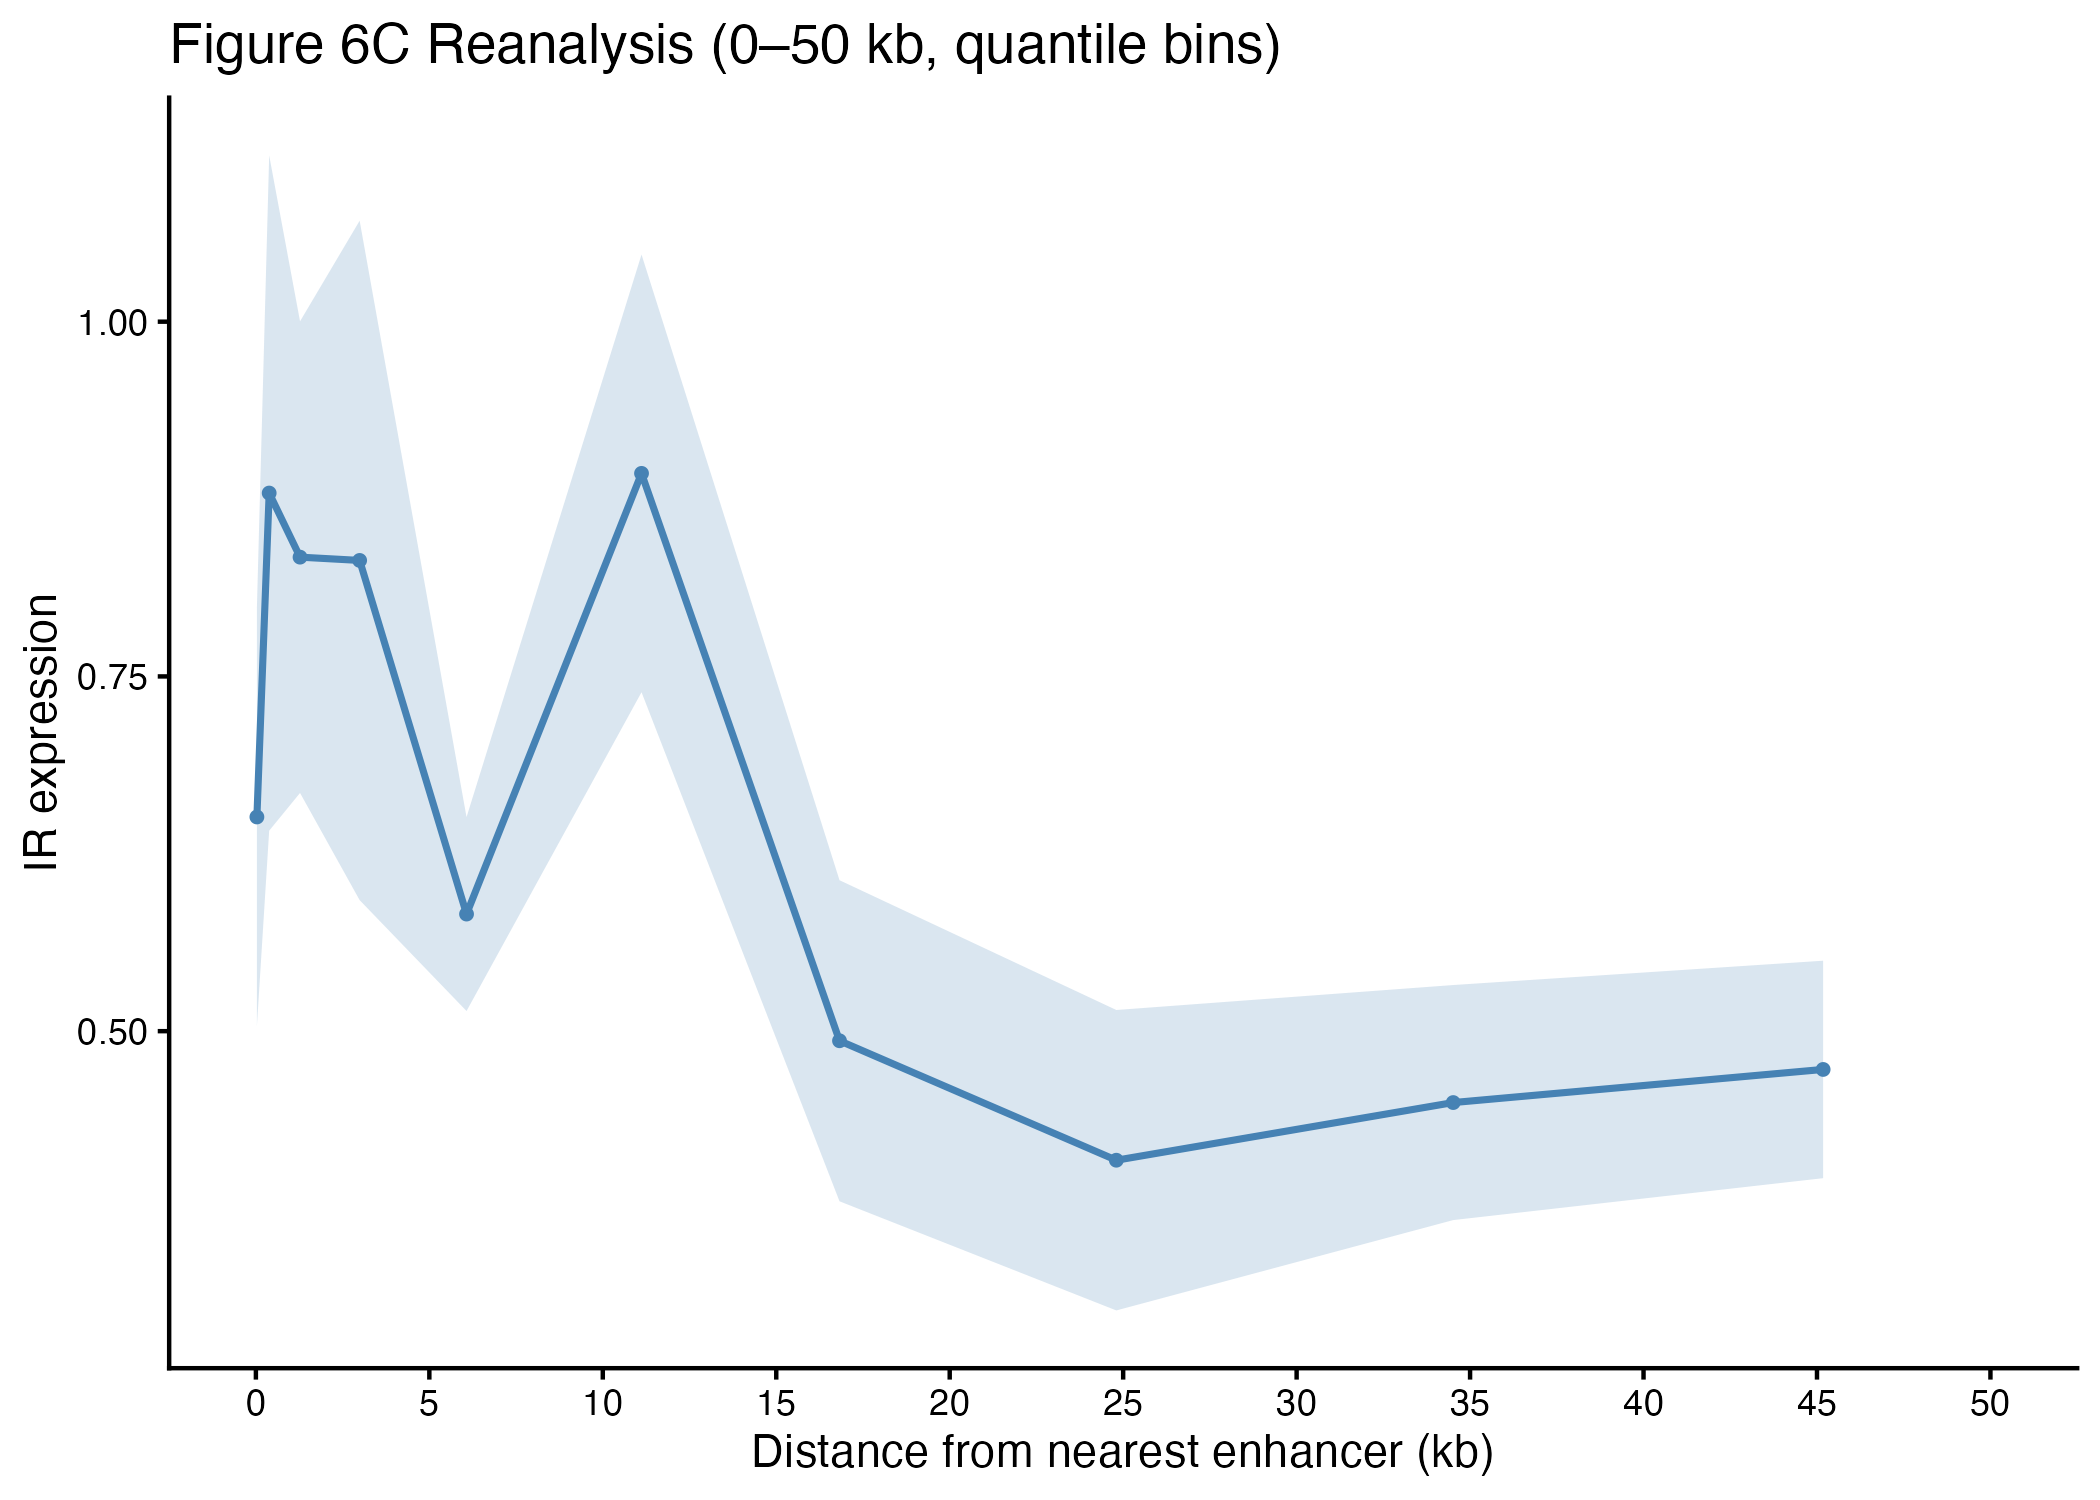 Figure 6C Reanalysis (0–50 kb, quantile bins)
IR expression
1.00
0.75
0.50
0 5 10 15 20 25 30 35 40 45 50
Distance from nearest enhancer (kb)